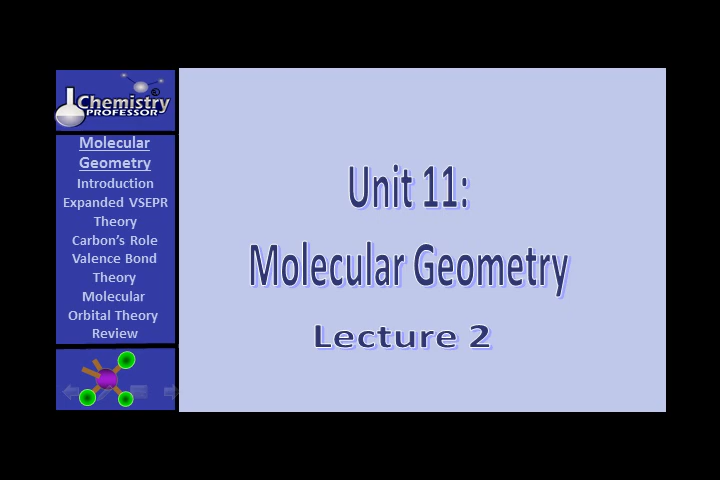 Chemistry
PROFESSOR
Molecular
Geometry
Introduction
Expanded VSEPR
Theory
Carbon's Role
Valence Bond
Theory
Molecular
Orbital Theory
Review
Unit 11:
Molecular Geometry
Lecture 2